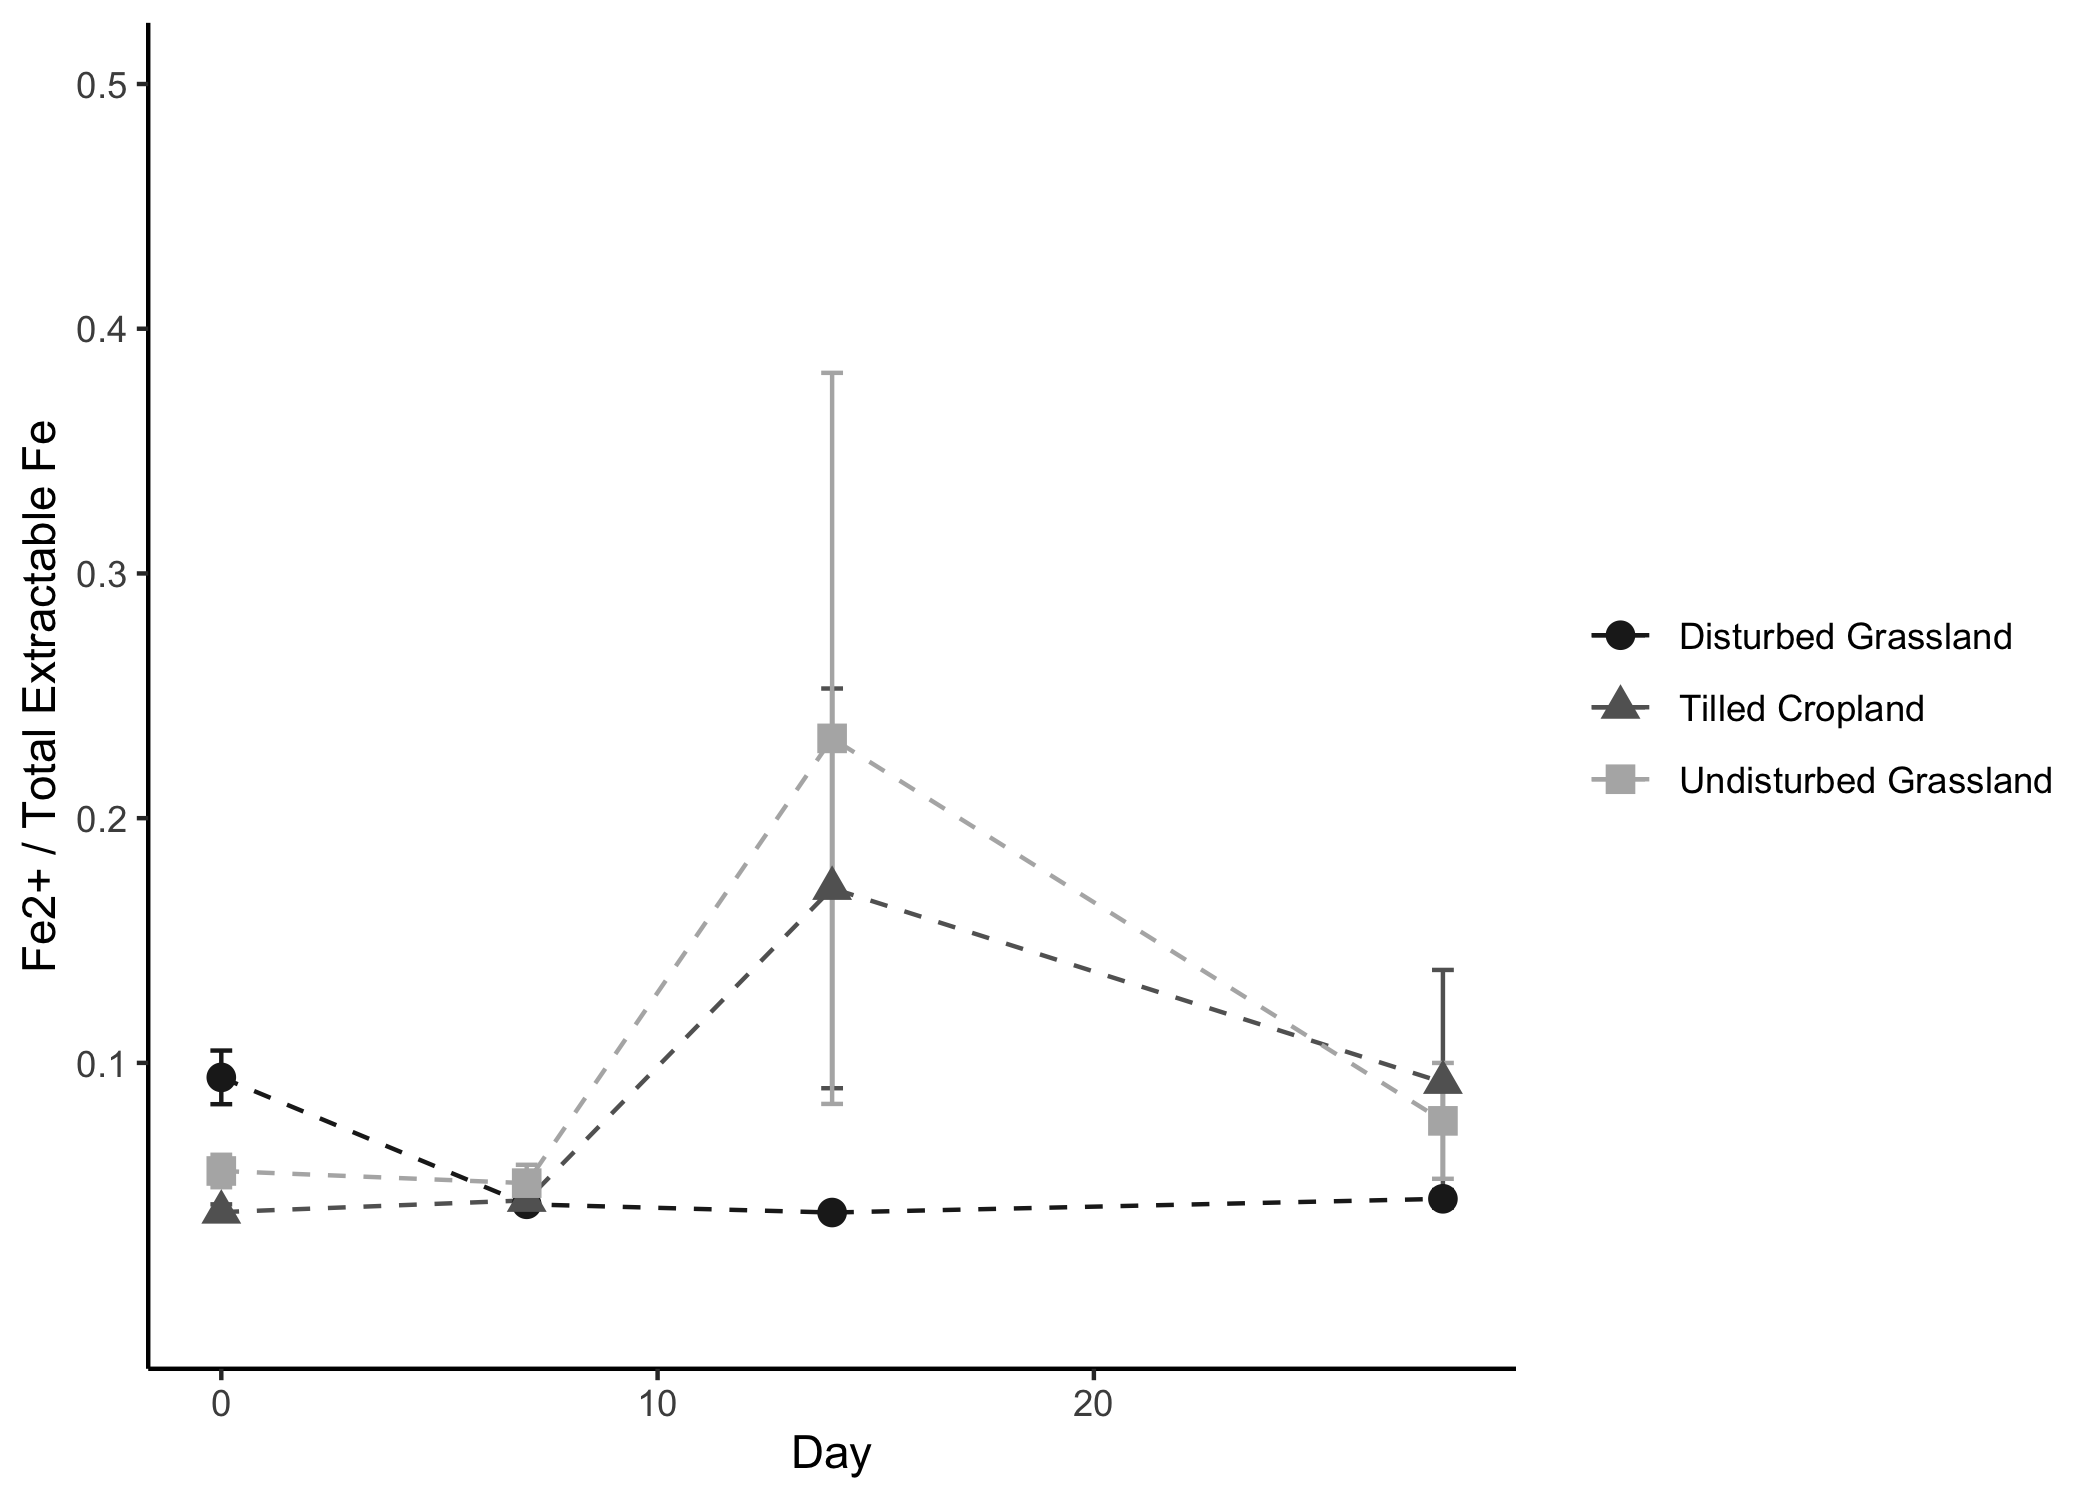 0.5
0.4
0.3
0.2
0.1
Fe2+ / Total Extractable Fe
0
10
20
Day
Disturbed Grassland
Tilled Cropland
Undisturbed Grassland